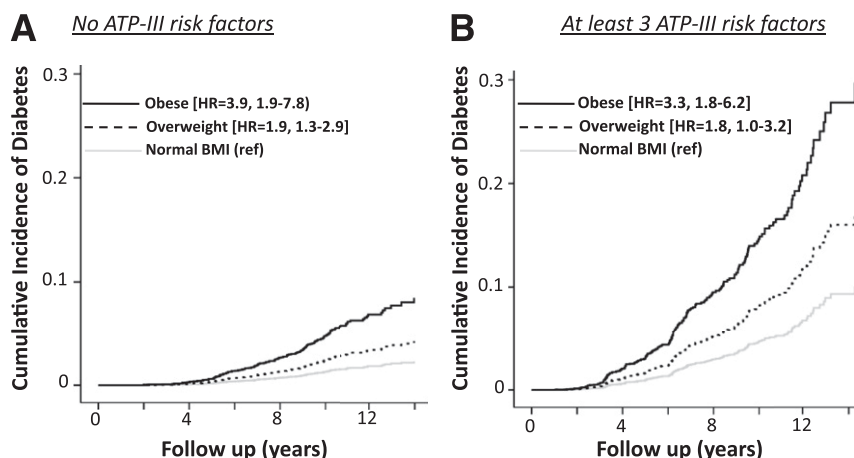 A No ATP-III risk factors
Cumulative Incidence of Diabetes
0.3
0.2
0.1
0
Obese [HR=3.9, 1.9-7.8)
Overweight [HR=1.9, 1.3-2.9]
Normal BMI (ref)
0 4 8 12
Follow up (years)
B At least 3 ATP-III risk factors
Cumulative Incidence of Diabetes
0.3
0.2
0.1
0
Obese [HR=3.3, 1.8-6.2]
Overweight [HR=1.8, 1.0-3.2]
Normal BMI (ref)
0 4 8 12
Follow up (years)